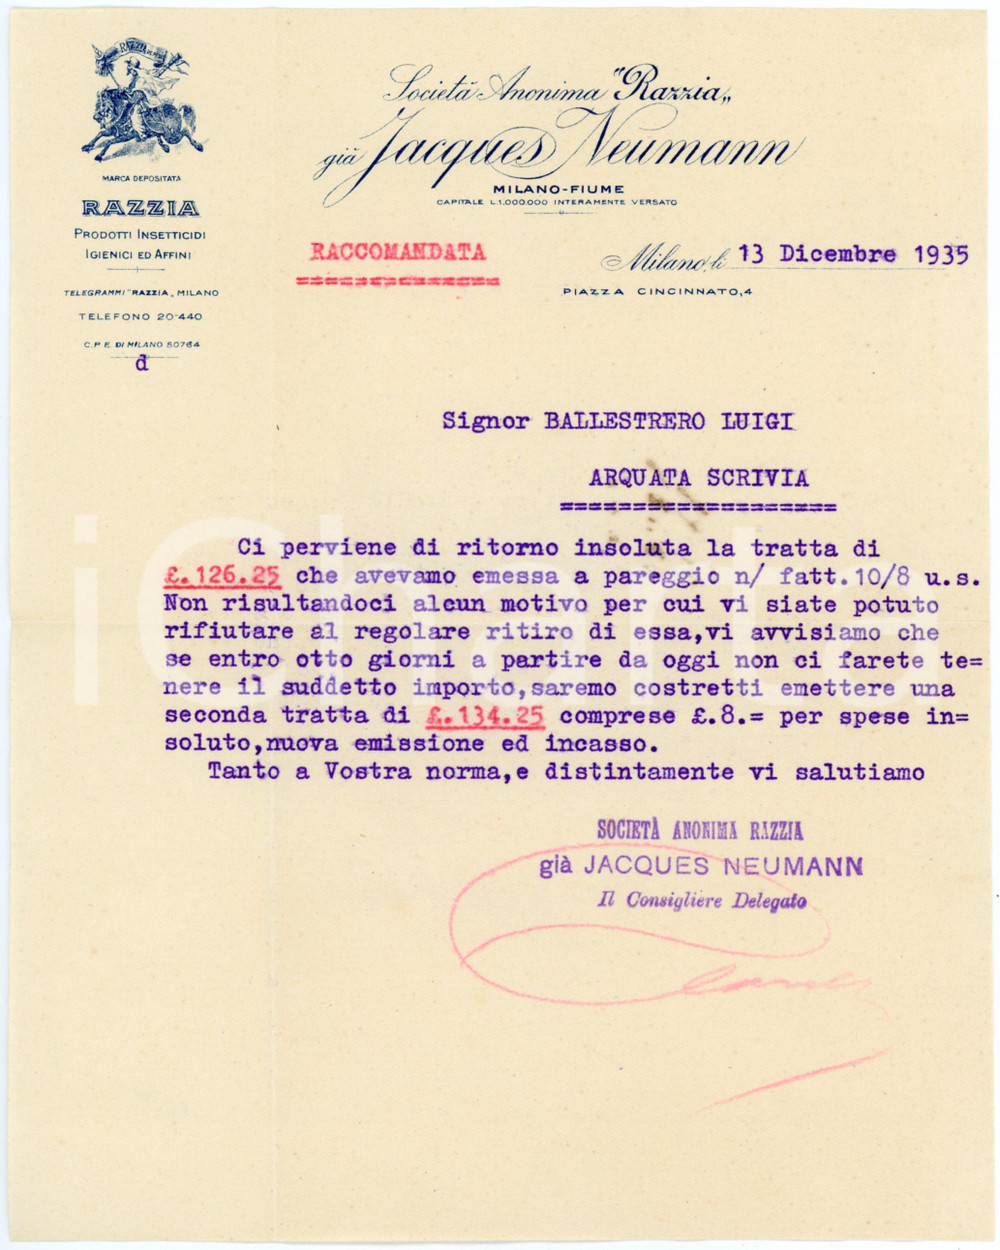 RAZZIA
MARCA DEPOSITATA
RAZZIA
PRODOTTI INSETTICIDI
IGIENICI ED AFFINI
TELEGRAMMI "RAZZIA„ MILANO
TELEFONO 20-440
C.P.E. DI MILANO 50764
d
Società Anonima "Razzia„
già Jacques Neumann
MILANO-FIUME
CAPITALE L.1,000.000 INTERAMENTE VERSATO
RACCOMANDATA
Milano, li 13 Dicembre 1935
PIAZZA CINCINNATO,4
Signor BALLESTRERO LUIGI
ARQUATA SCRIVIA
Ci perviene di ritorno insoluta la tratta di
£.126.25 che avevamo emessa a pareggio n/ fatt.10/8 u.s.
Non risultandoci alcun motivo per cui vi siate potuto
rifiutare al regolare ritiro di essa,vi avvisiamo che
se entro otto giorni a partire da oggi non ci farete te=
nere il suddetto importo,saremo costretti emettere una
seconda tratta di £.134.25 comprese £.8.= per spese in=
soluto,nuova emissione ed incasso.
Tanto a Vostra norma,e distintamente vi salutiamo
SOCIETÀ ANONIMA RAZZIA
già JACQUES NEUMANN
Il Consigliere Delegato
iCharta